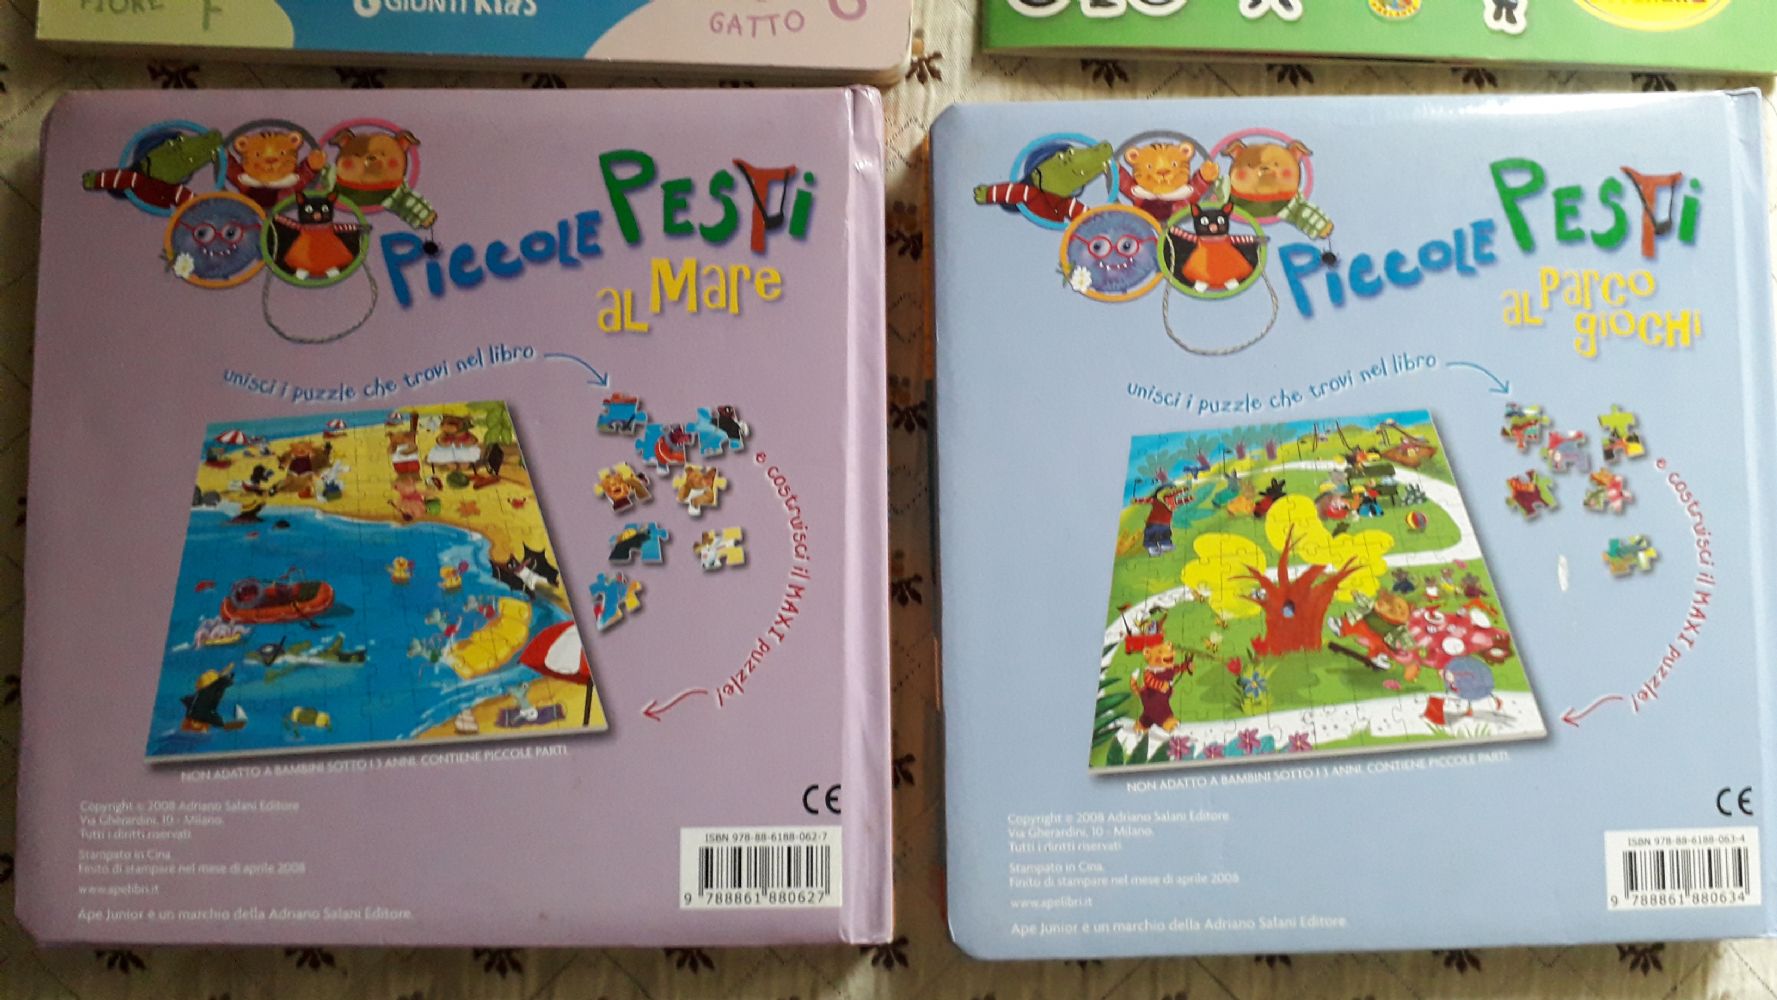 FIORE F
GIUNTI Kids
GATTO
Piccole Pesti
al Mare
unisci i puzzle che trovi nel libro
e costruisci il MAXI puzzle!
NON ADATTO A BAMBINI SOTTO I 3 ANNI. CONTIENE PICCOLE PARTI.
Copyright © 2008 Adriano Salani Editore
Via Gherardini, 10 - Milano.
Tutti i diritti riservati
Stampato in Cina
Finito di stampare nel mese di aprile 2008
www.apelibri.it
Ape Junior è un marchio della Adriano Salani Editore.
CE
ISBN 978-88-6188-062-7
9 788861 880627
Piccole Pesti
al parco
giochi
unisci i puzzle che trovi nel libro
e costruisci il MAXI puzzle!
NON ADATTO A BAMBINI SOTTO I 3 ANNI. CONTIENE PICCOLE PARTI.
Copyright © 2008 Adriano Salani Editore.
Via Gherardini, 10 - Milano.
Tutti i diritti riservati
Stampato in Cina.
Finito di stampare nel mese di aprile 2008
www.apelibri.it
Ape Junior è un marchio della Adriano Salani Editore.
CE
ISBN 978-88-6188-063-4
9 788861 880634